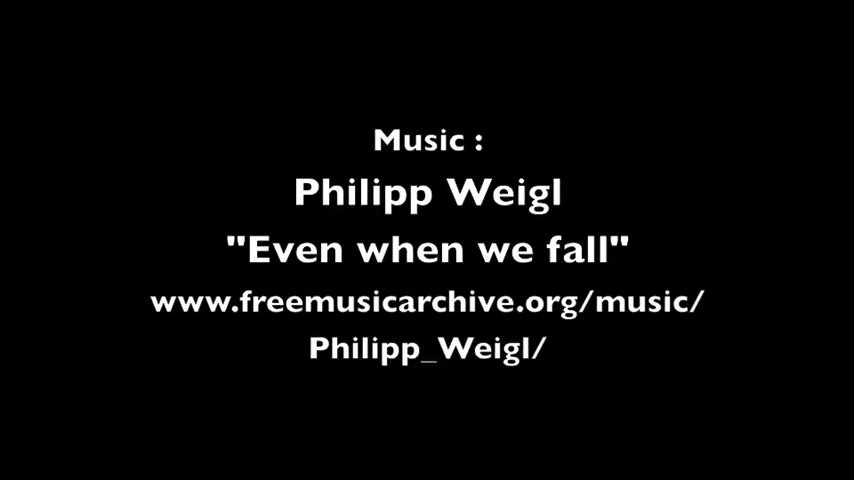 Music :
Philipp Weigl
"Even when we fall"
www.freemusicarchive.org/music/
Philipp_Weigl/